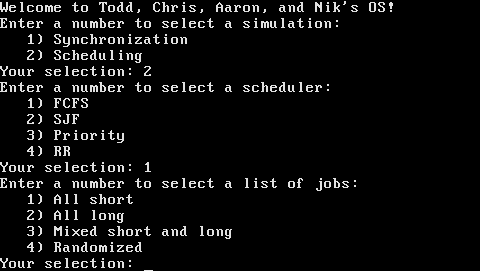 Welcome to Todd, Chris, Aaron, and Nik's OS!
Enter a number to select a simulation:
1) Synchronization
2) Scheduling
Your selection: 2
Enter a number to select a scheduler:
1) FCFS
2) SJF
3) Priority
4) RR
Your selection: 1
Enter a number to select a list of jobs:
1) All short
2) All long
3) Mixed short and long
4) Randomized
Your selection: _